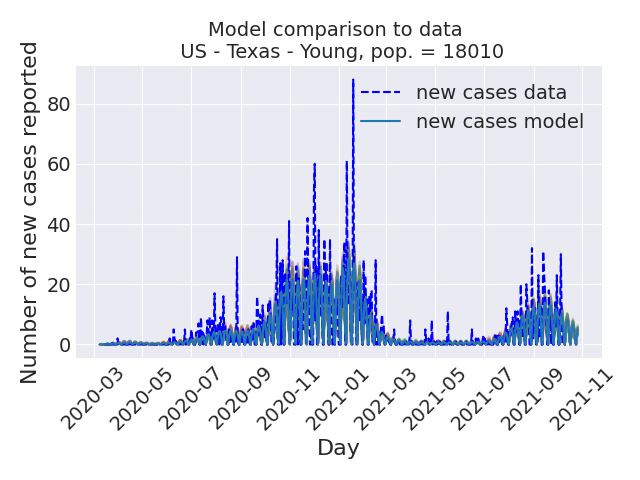 Model comparison to data
US - Texas - Young, pop. = 18010
Number of new cases reported
80
60
40
20
0
new cases data
new cases model
2020-03
2020-05
2020-07
2020-09
2020-11
2021-01
2021-03
2021-05
2021-07
2021-09
2021-11
Day